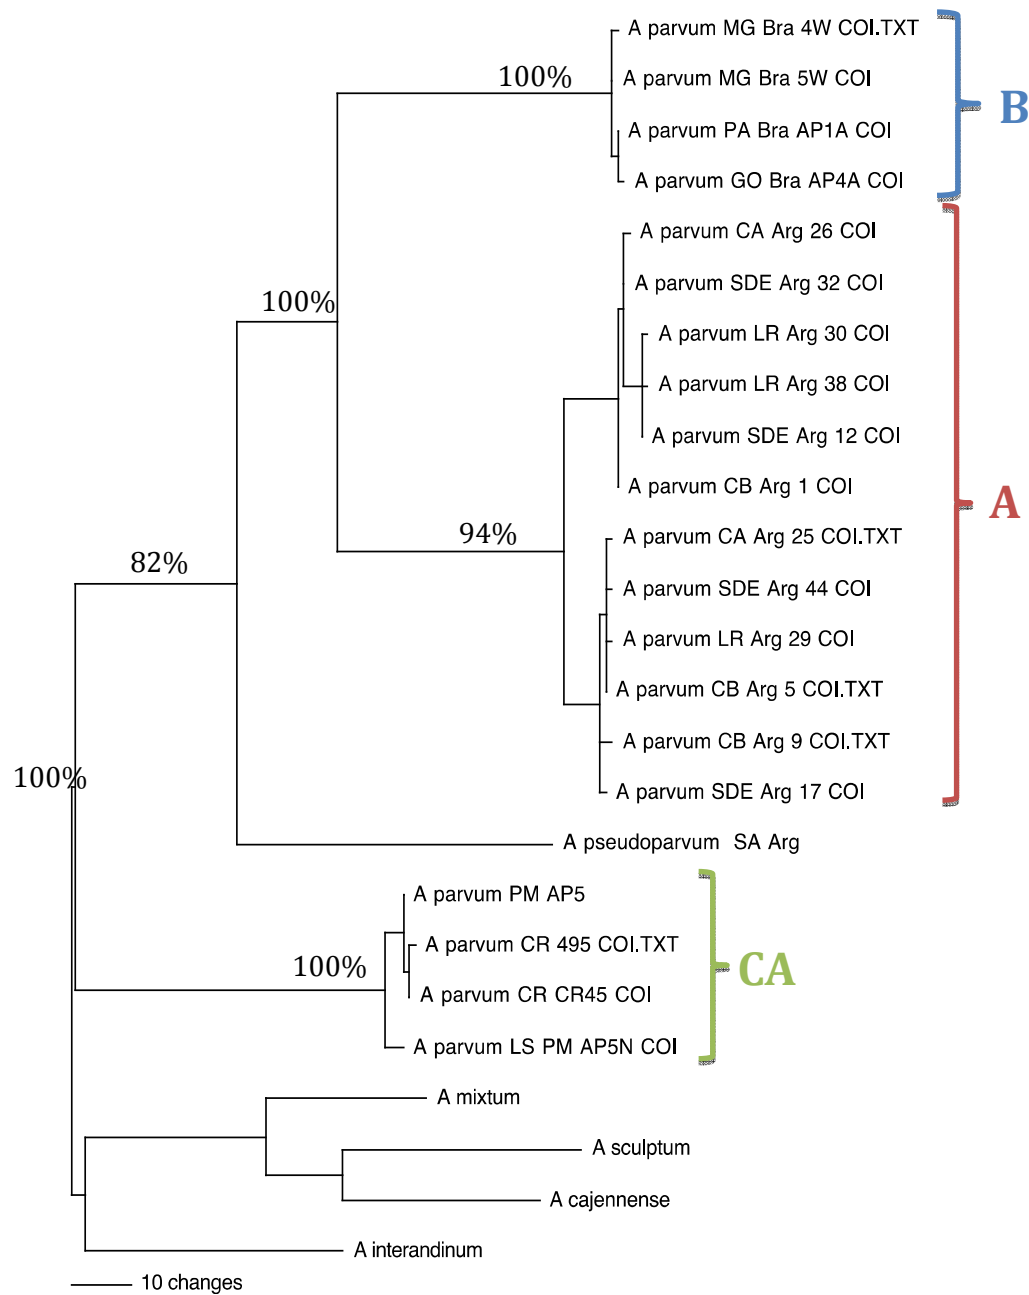 A parvum MG Bra 4W COI.TXT
100%
A parvum MG Bra 5W COI
B
A parvum PA Bra AP1A COI
A parvum GO Bra AP4A COI
A parvum CA Arg 26 COI
A parvum SDE Arg 32 COI
100%
A parvum LR Arg 30 COI
A parvum LR Arg 38 COI
A parvum SDE Arg 12 COI
A parvum CB Arg 1 COI
A
94%
A parvum CA Arg 25 COI.TXT
82%
A parvum SDE Arg 44 COI
A parvum LR Arg 29 COI
A parvum CB Arg 5 COI.TXT
A parvum CB Arg 9 COI.TXT
100%
A parvum SDE Arg 17 COI
A pseudoparvum SA Arg
A parvum PM AP5
A parvum CR 495 COI.TXT
100%
CA
A parvum CR CR45 COI
A parvum LS PM AP5N COI
A mixtum
A sculptum
A cajennense
A interandinum
10 changes